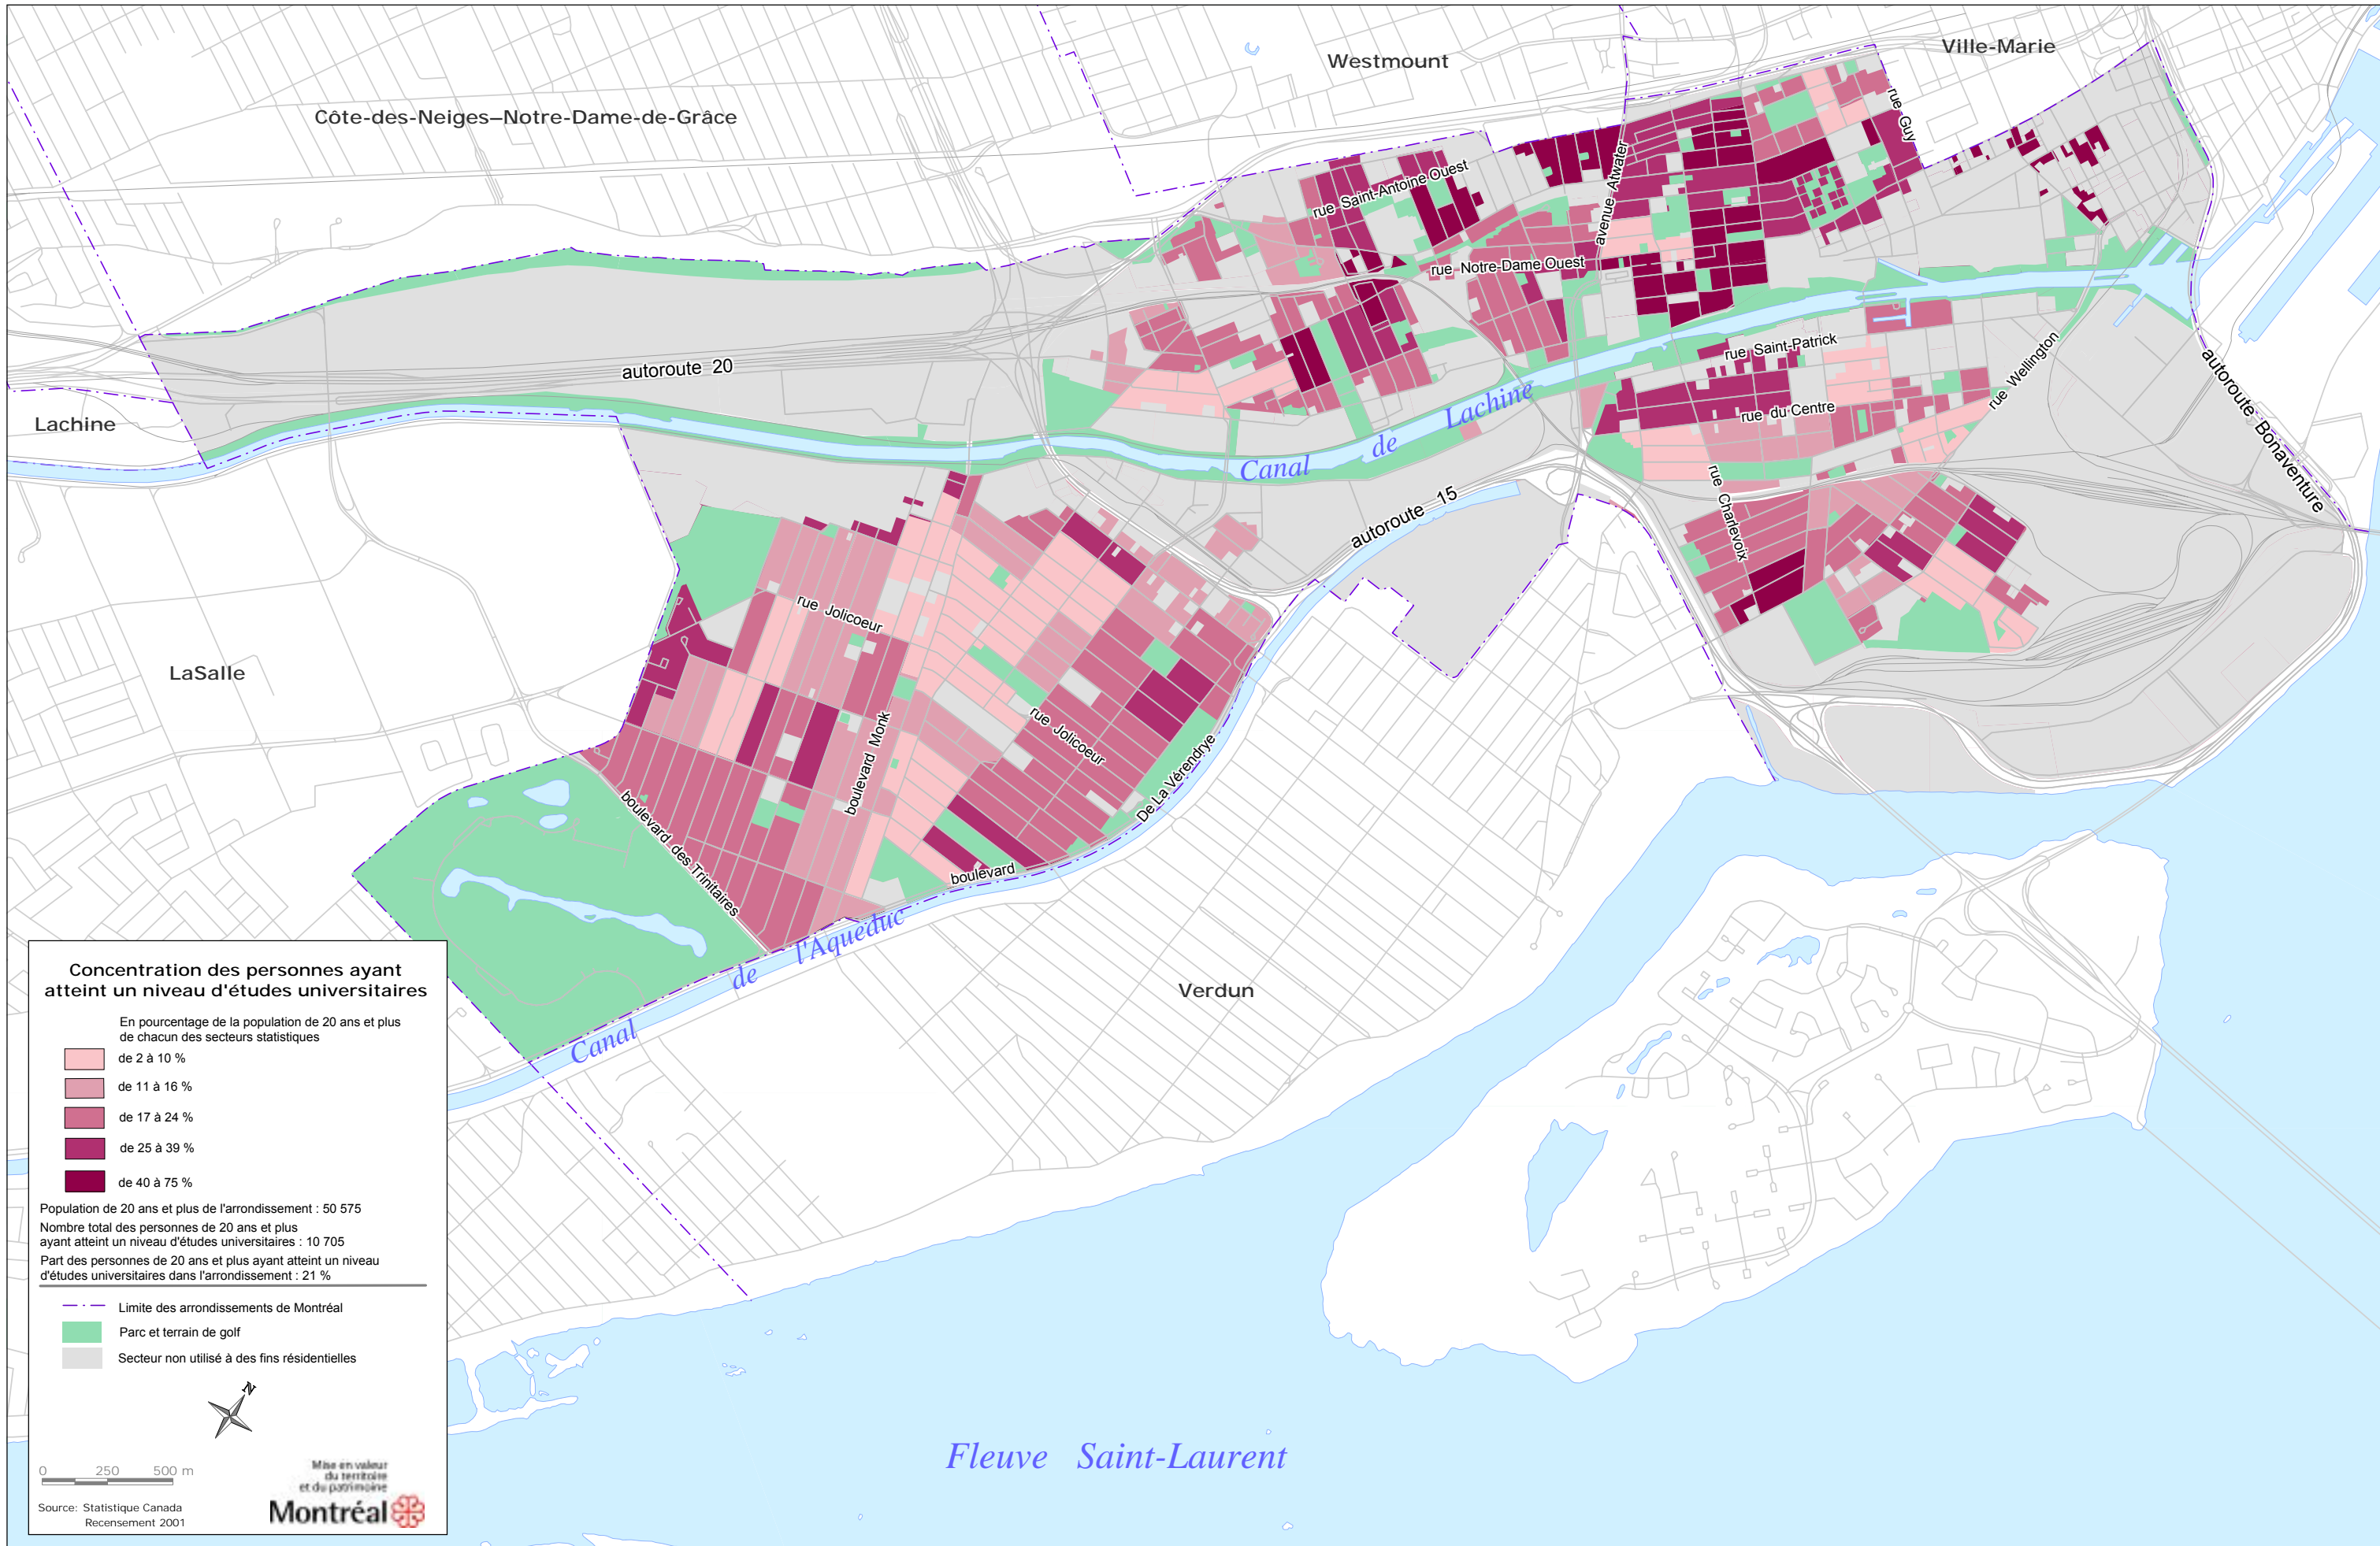 Westmount
Ville-Marie
Côte-des-Neiges–Notre-Dame-de-Grâce
rue Guy
avenue Atwater
rue Saint-Antoine Ouest
rue Notre-Dame Ouest
autoroute 20
rue Saint-Patrick
rue Wellington
autoroute Bonaventure
Lachine
rue du Centre
Canal de Lachine
rue Charlevoix
autoroute 15
rue Jolicoeur
LaSalle
rue Jolicoeur
boulevard Monk
boulevard des Trinitaires
boulevard De La Vérendrye
Canal de l'Aqueduc
Verdun
Fleuve Saint-Laurent
Concentration des personnes ayant
atteint un niveau d'études universitaires
En pourcentage de la population de 20 ans et plus
de chacun des secteurs statistiques
de 2 à 10 %
de 11 à 16 %
de 17 à 24 %
de 25 à 39 %
de 40 à 75 %
Population de 20 ans et plus de l'arrondissement : 50 575
Nombre total des personnes de 20 ans et plus
ayant atteint un niveau d'études universitaires : 10 705
Part des personnes de 20 ans et plus ayant atteint un niveau
d'études universitaires dans l'arrondissement : 21 %
Limite des arrondissements de Montréal
Parc et terrain de golf
Secteur non utilisé à des fins résidentielles
N
0 250 500 m
Source: Statistique Canada
Recensement 2001
Mise en valeur
du territoire
et du patrimoine
Montréal